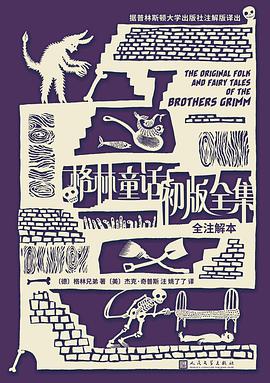 据普林斯顿大学出版社注解版译出
THE ORIGINAL FOLK
AND FAIRY TALES
OF THE
BROTHERS GRIMM
格林童话初版全集
全注解本
(德) 格林兄弟 著 (美) 杰克·奇普斯 注 姚了了 译
人民文学出版社